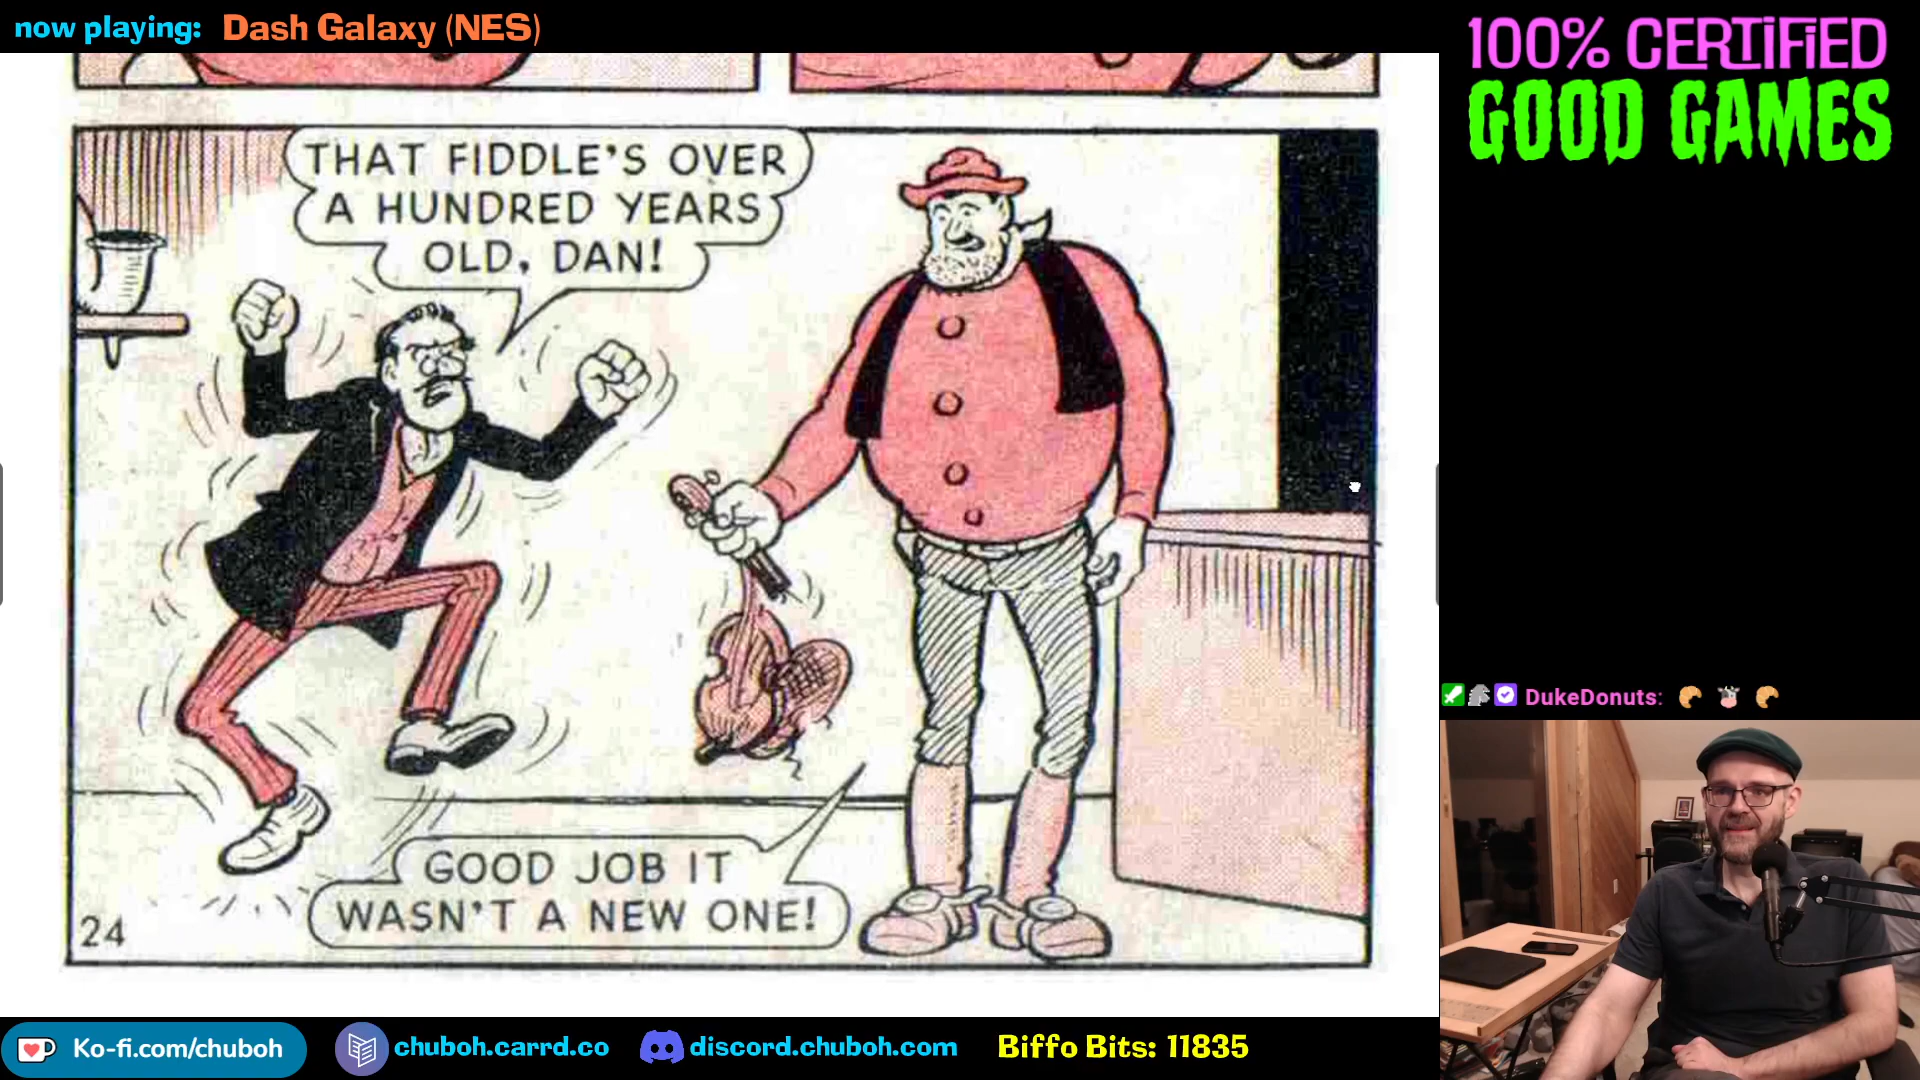 now playing: Dash Galaxy (NES)
100% CERTiFiED
GOOD GAMES
THAT FIDDLE'S OVER
A HUNDRED YEARS
OLD, DAN!
GOOD JOB IT
WASN'T A NEW ONE!
24
DukeDonuts:
Ko-fi.com/chuboh
chuboh.carrd.co
discord.chuboh.com
Biffo Bits: 11835